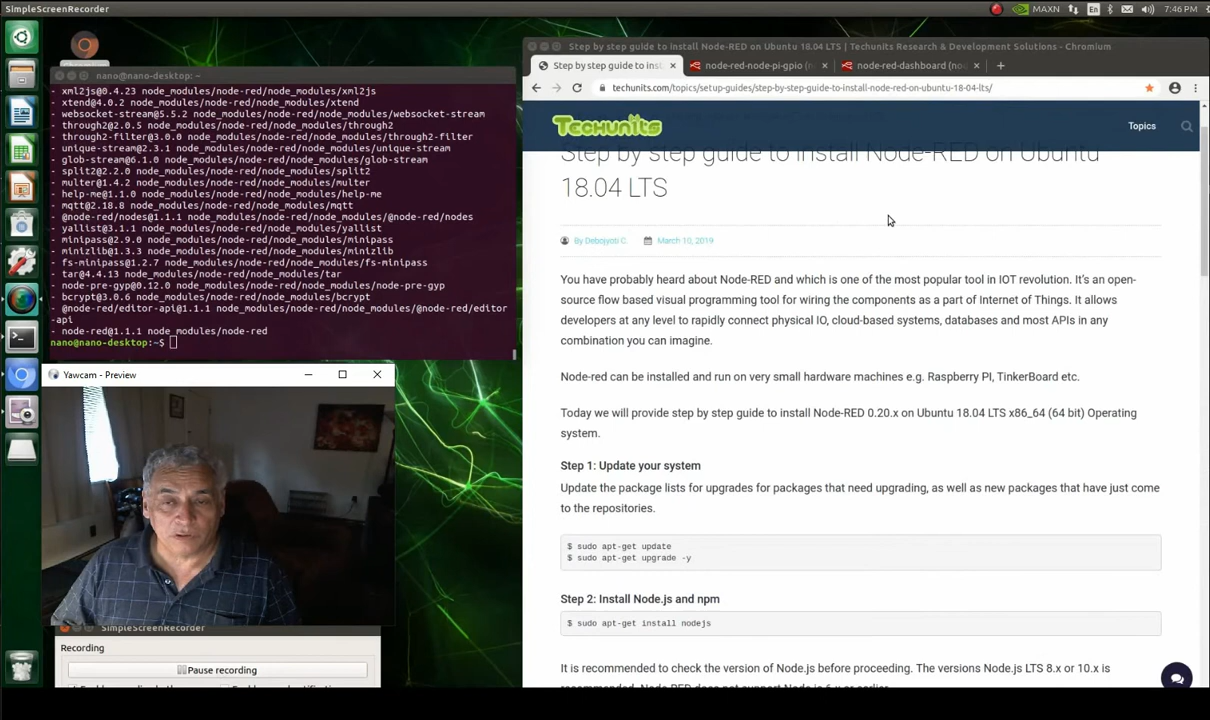 SimpleScreenRecorder
MAXN
En
7:46 PM
nano@nano-desktop: ~
- xml2js@0.4.23 node_modules/node-red/node_modules/xml2js
- xtend@4.0.2 node_modules/node-red/node_modules/xtend
- websocket-stream@5.5.2 node_modules/node-red/node_modules/websocket-stream
- through2@2.0.5 node_modules/node-red/node_modules/through2
- through2-filter@3.0.0 node_modules/node-red/node_modules/through2-filter
- unique-stream@2.3.1 node_modules/node-red/node_modules/unique-stream
- glob-stream@6.1.0 node_modules/node-red/node_modules/glob-stream
- split2@2.2.0 node_modules/node-red/node_modules/split2
- multer@1.4.2 node_modules/node-red/node_modules/multer
- help-me@1.1.0 node_modules/node-red/node_modules/help-me
- mqtt@2.18.8 node_modules/node-red/node_modules/mqtt
- @node-red/nodes@1.1.1 node_modules/node-red/node_modules/@node-red/nodes
- yallist@3.1.1 node_modules/node-red/node_modules/yallist
- minipass@2.9.0 node_modules/node-red/node_modules/minipass
- minizlib@1.3.3 node_modules/node-red/node_modules/minizlib
- fs-minipass@1.2.7 node_modules/node-red/node_modules/fs-minipass
- tar@4.4.13 node_modules/node-red/node_modules/tar
- node-pre-gyp@0.12.0 node_modules/node-red/node_modules/node-pre-gyp
- bcrypt@3.0.6 node_modules/node-red/node_modules/bcrypt
- @node-red/editor-api@1.1.1 node_modules/node-red/node_modules/@node-red/editor
-api
- node-red@1.1.1 node_modules/node-red
nano@nano-desktop:~$
Yawcam - Preview
SimpleScreenRecorder
Recording
Pause recording
Step by step guide to install Node-RED on Ubuntu 18.04 LTS | Techunits Research & Development Solutions - Chromium
Step by step guide to inst
node-red-node-pi-gpio (n
node-red-dashboard (no
techunits.com/topics/setup-guides/step-by-step-guide-to-install-node-red-on-ubuntu-18-04-lts/
Techunits
Topics
Step by step guide to install Node-RED on Ubuntu
18.04 LTS
By Debojyoti C.
March 10, 2019
You have probably heard about Node-RED and which is one of the most popular tool in IOT revolution. It's an open-
source flow based visual programming tool for wiring the components as a part of Internet of Things. It allows
developers at any level to rapidly connect physical IO, cloud-based systems, databases and most APIs in any
combination you can imagine.
Node-red can be installed and run on very small hardware machines e.g. Raspberry PI, TinkerBoard etc.
Today we will provide step by step guide to install Node-RED 0.20.x on Ubuntu 18.04 LTS x86_64 (64 bit) Operating
system.
Step 1: Update your system
Update the package lists for upgrades for packages that need upgrading, as well as new packages that have just come
to the repositories.
$ sudo apt-get update
$ sudo apt-get upgrade -y
Step 2: Install Node.js and npm
$ sudo apt-get install nodejs
It is recommended to check the version of Node.js before proceeding. The versions Node.js LTS 8.x or 10.x is
recommended. Node-RED does not support Node.js 6.x or earlier.